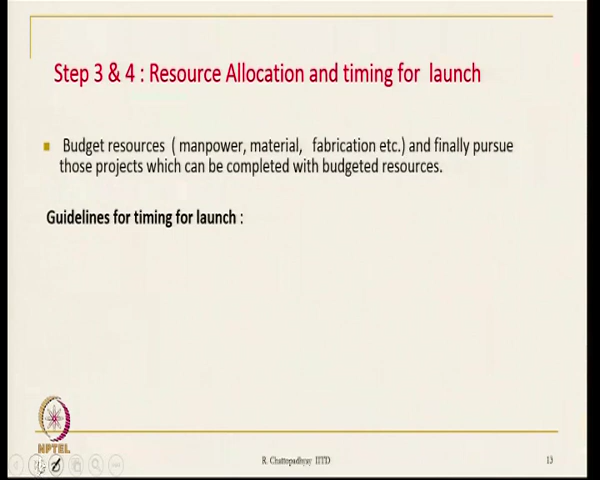 Step 3 & 4 : Resource Allocation and timing for launch
Budget resources ( manpower, material, fabrication etc.) and finally pursue
those projects which can be completed with budgeted resources.
Guidelines for timing for launch :
NPTEL
R. Chattopadhyay IITD
13